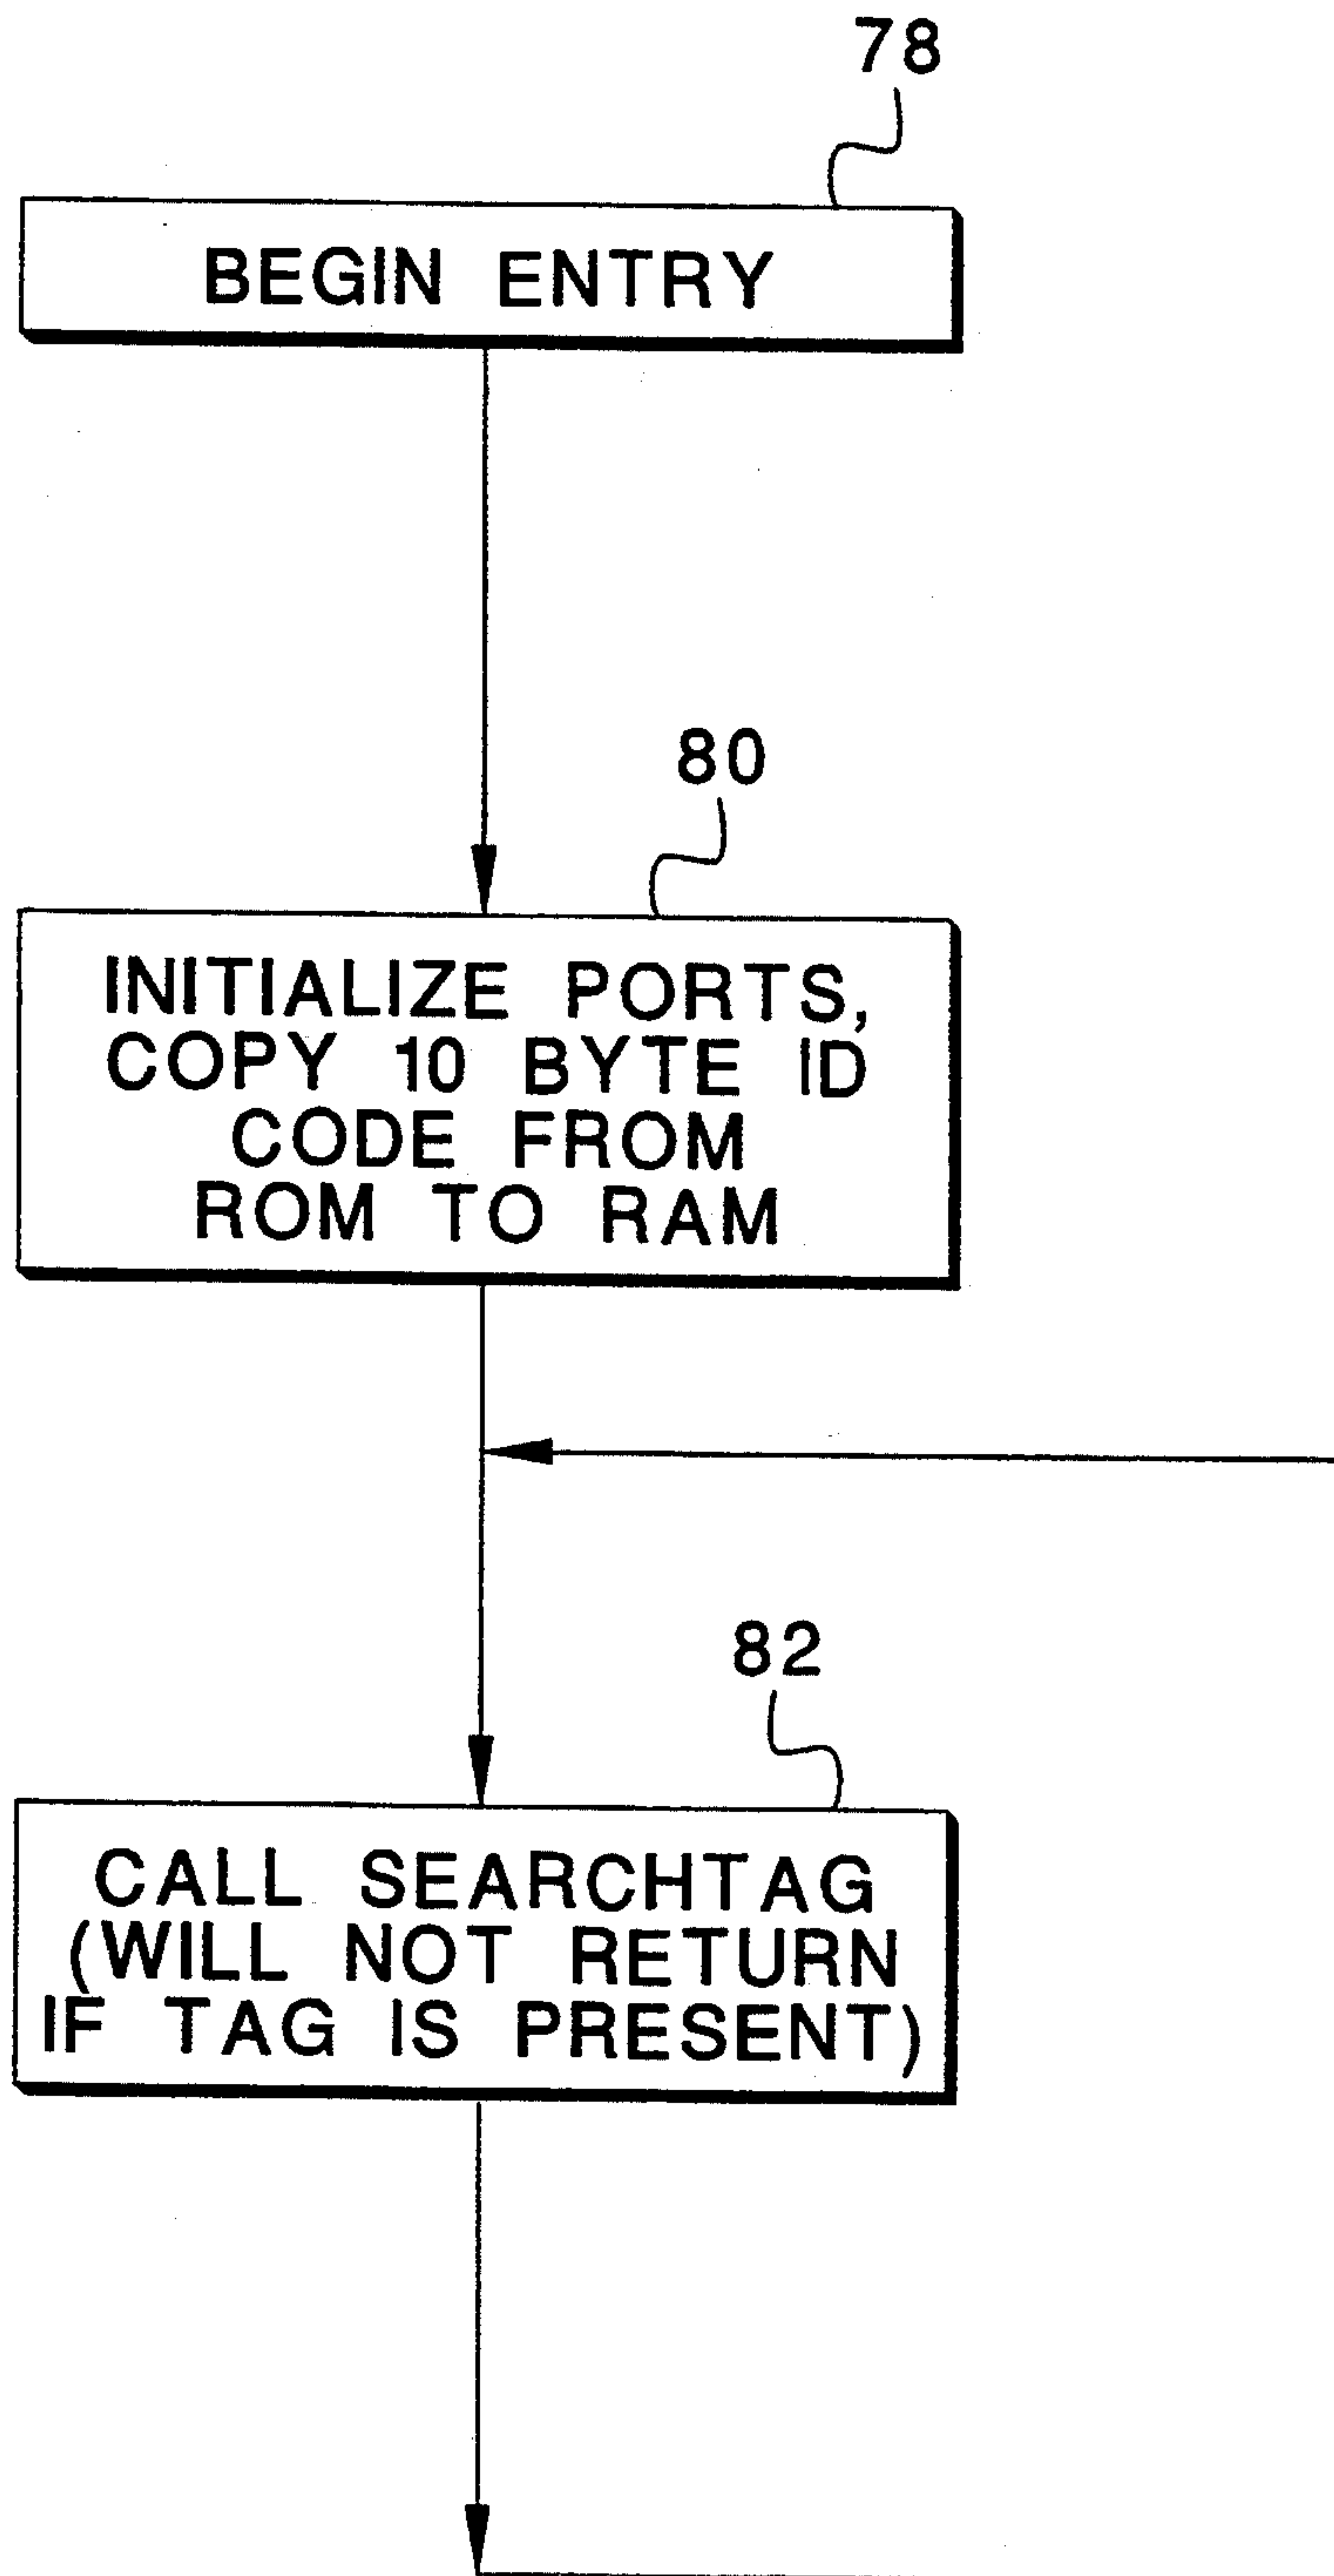 78
BEGIN ENTRY
80
INITIALIZE PORTS,
COPY 10 BYTE ID
CODE FROM
ROM TO RAM
82
CALL SEARCHTAG
(WILL NOT RETURN
IF TAG IS PRESENT)